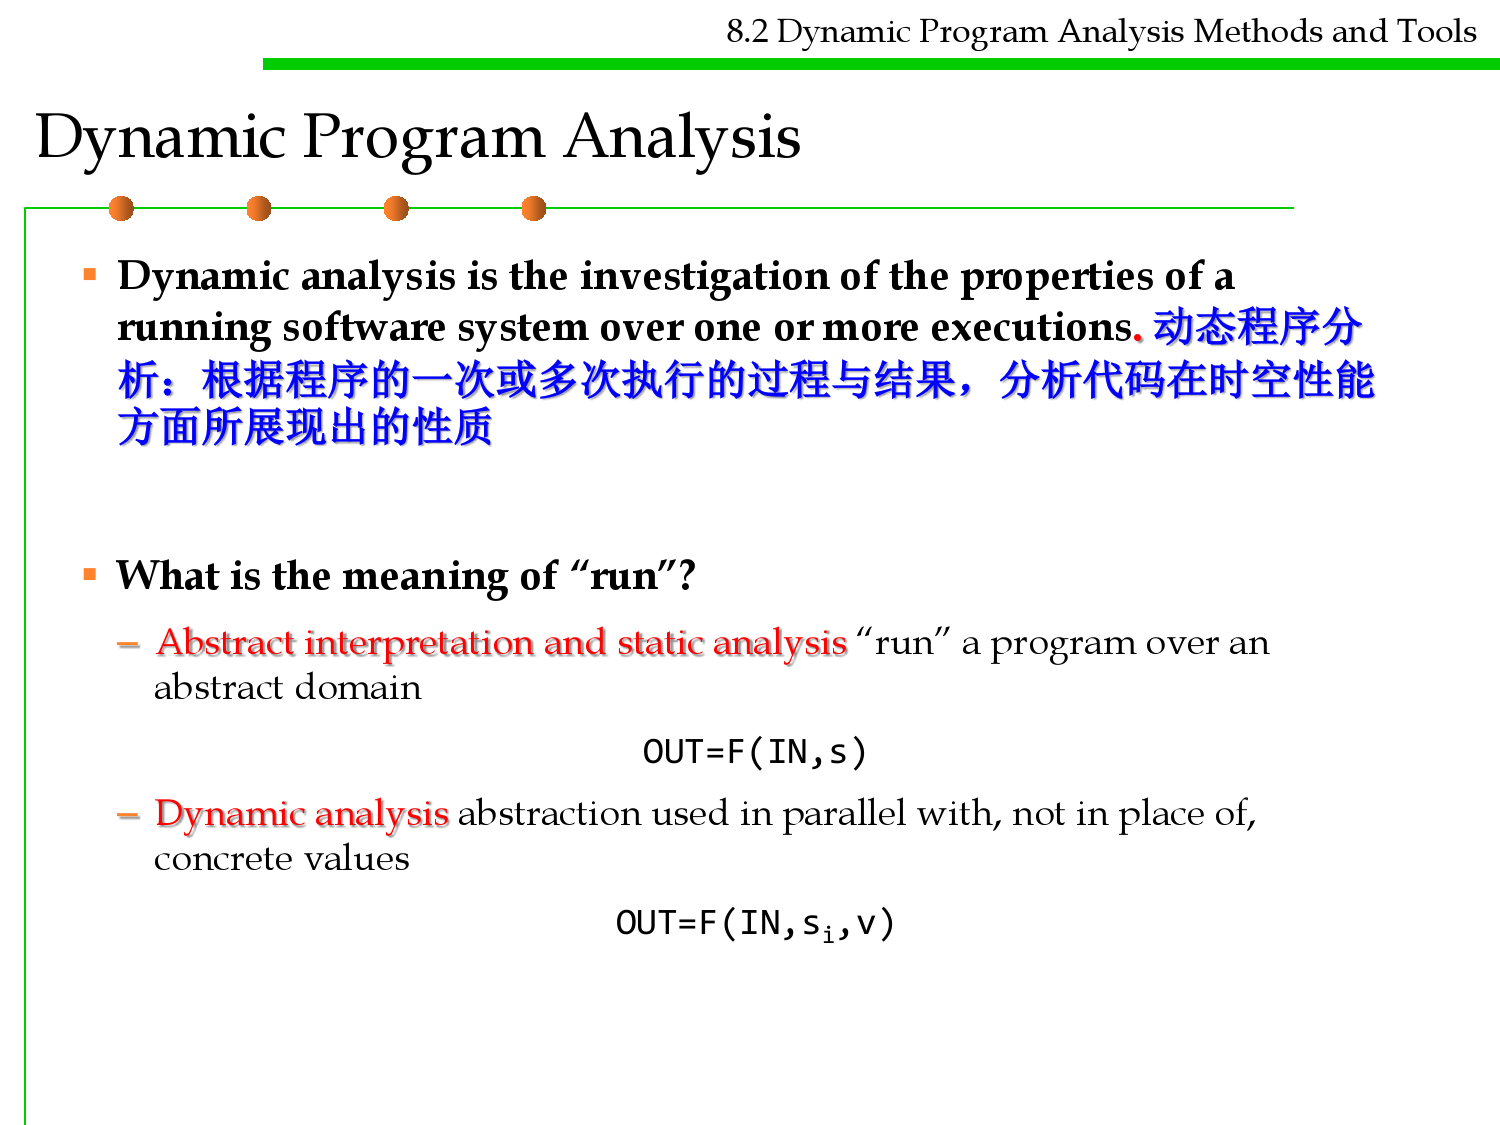 8.2 Dynamic Program Analysis Methods and Tools
Dynamic Program Analysis
Dynamic analysis is the investigation of the properties of a
running software system over one or more executions. 动态程序分
析：根据程序的一次或多次执行的过程与结果，分析代码在时空性能
方面所展现出的性质
What is the meaning of “run”?
– Abstract interpretation and static analysis “run” a program over an
abstract domain
OUT=F(IN,s)
– Dynamic analysis abstraction used in parallel with, not in place of,
concrete values
OUT=F(IN,sᵢ,v)